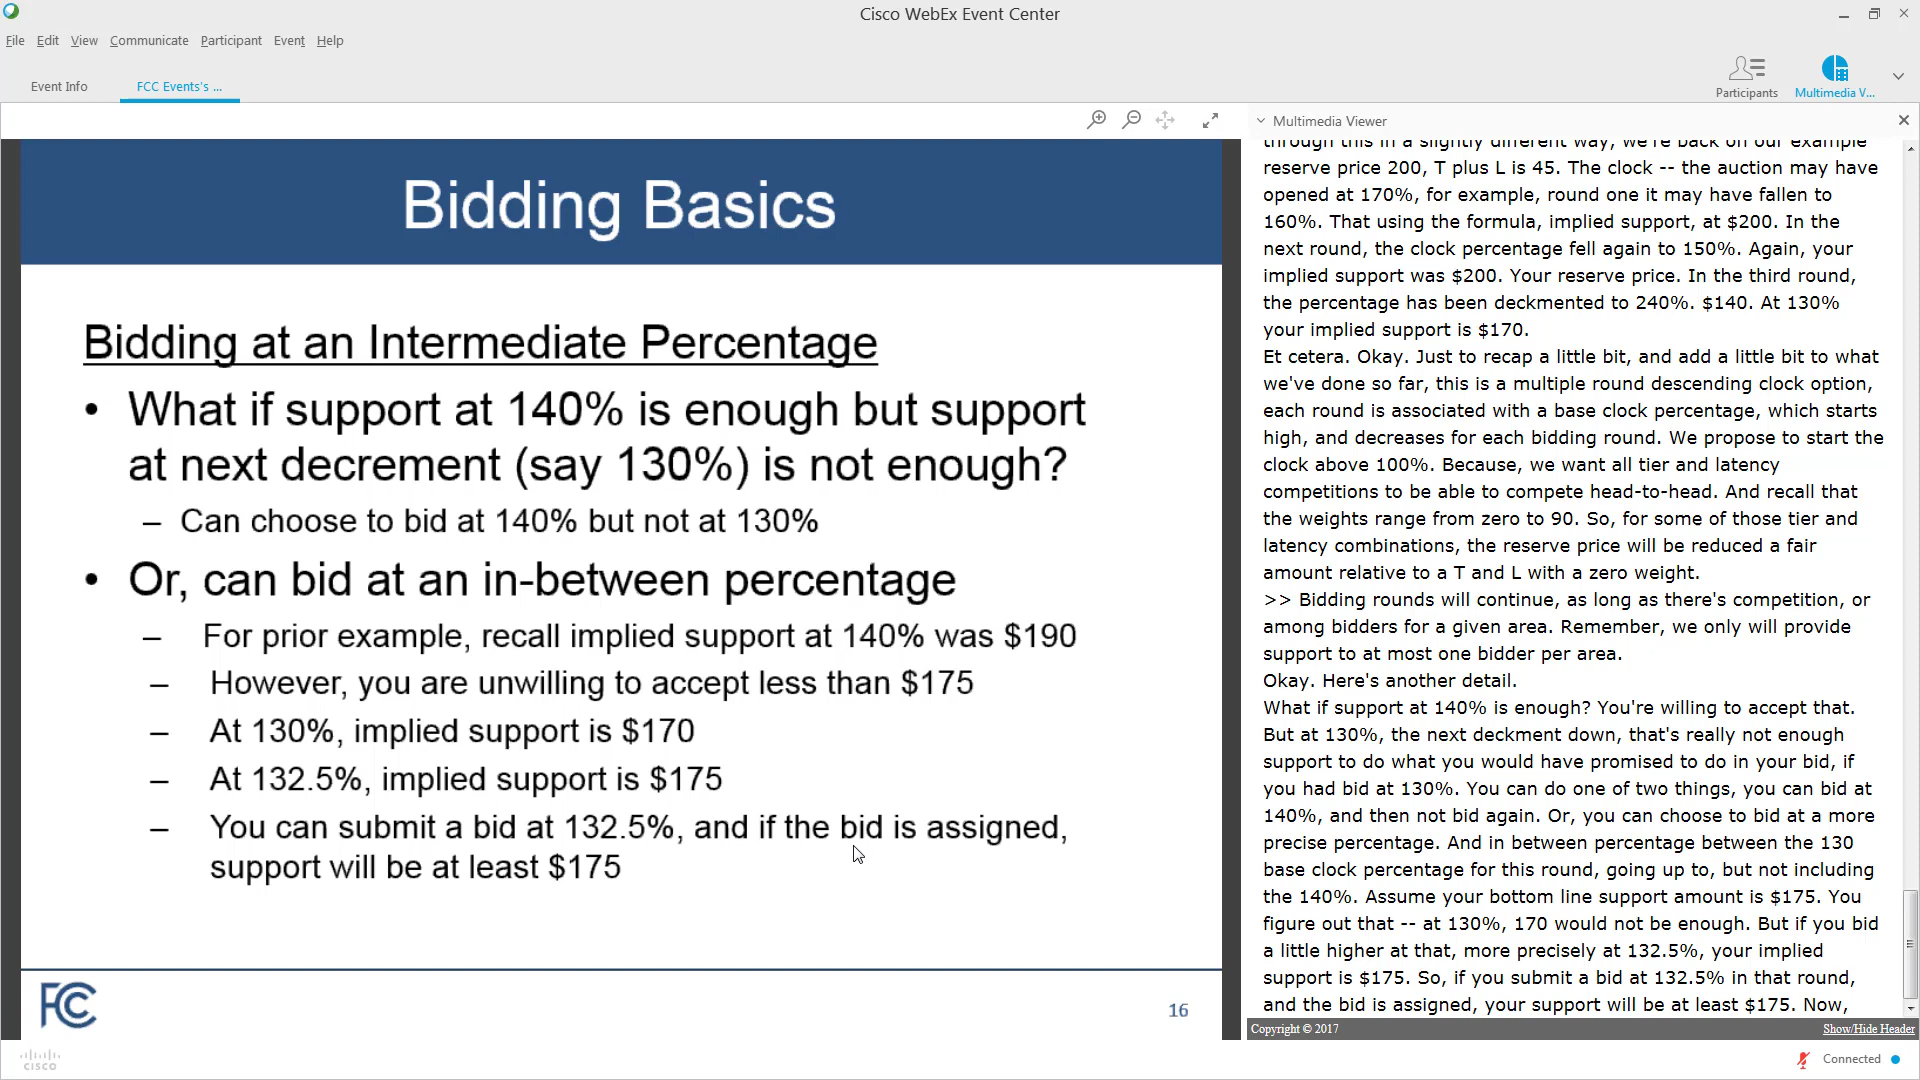 Cisco WebEx Event Center
File Edit View Communicate Participant Event Help
Event Info FCC Events's ...
Participants Multimedia V...
Multimedia Viewer
Bidding Basics
Bidding at an Intermediate Percentage
• What if support at 140% is enough but support
at next decrement (say 130%) is not enough?
– Can choose to bid at 140% but not at 130%
• Or, can bid at an in-between percentage
– For prior example, recall implied support at 140% was $190
– However, you are unwilling to accept less than $175
– At 130%, implied support is $170
– At 132.5%, implied support is $175
– You can submit a bid at 132.5%, and if the bid is assigned,
support will be at least $175
FCC
16
cisco
through this in a slightly different way, we're back on our example
reserve price 200, T plus L is 45. The clock -- the auction may have
opened at 170%, for example, round one it may have fallen to
160%. That using the formula, implied support, at $200. In the
next round, the clock percentage fell again to 150%. Again, your
implied support was $200. Your reserve price. In the third round,
the percentage has been deckmented to 240%. $140. At 130%
your implied support is $170.
Et cetera. Okay. Just to recap a little bit, and add a little bit to what
we've done so far, this is a multiple round descending clock option,
each round is associated with a base clock percentage, which starts
high, and decreases for each bidding round. We propose to start the
clock above 100%. Because, we want all tier and latency
competitions to be able to compete head-to-head. And recall that
the weights range from zero to 90. So, for some of those tier and
latency combinations, the reserve price will be reduced a fair
amount relative to a T and L with a zero weight.
>> Bidding rounds will continue, as long as there's competition, or
among bidders for a given area. Remember, we only will provide
support to at most one bidder per area.
Okay. Here's another detail.
What if support at 140% is enough? You're willing to accept that.
But at 130%, the next deckment down, that's really not enough
support to do what you would have promised to do in your bid, if
you had bid at 130%. You can do one of two things, you can bid at
140%, and then not bid again. Or, you can choose to bid at a more
precise percentage. And in between percentage between the 130
base clock percentage for this round, going up to, but not including
the 140%. Assume your bottom line support amount is $175. You
figure out that -- at 130%, 170 would not be enough. But if you bid
a little higher at that, more precisely at 132.5%, your implied
support is $175. So, if you submit a bid at 132.5% in that round,
and the bid is assigned, your support will be at least $175. Now,
Copyright © 2017 Show/Hide Header
Connected